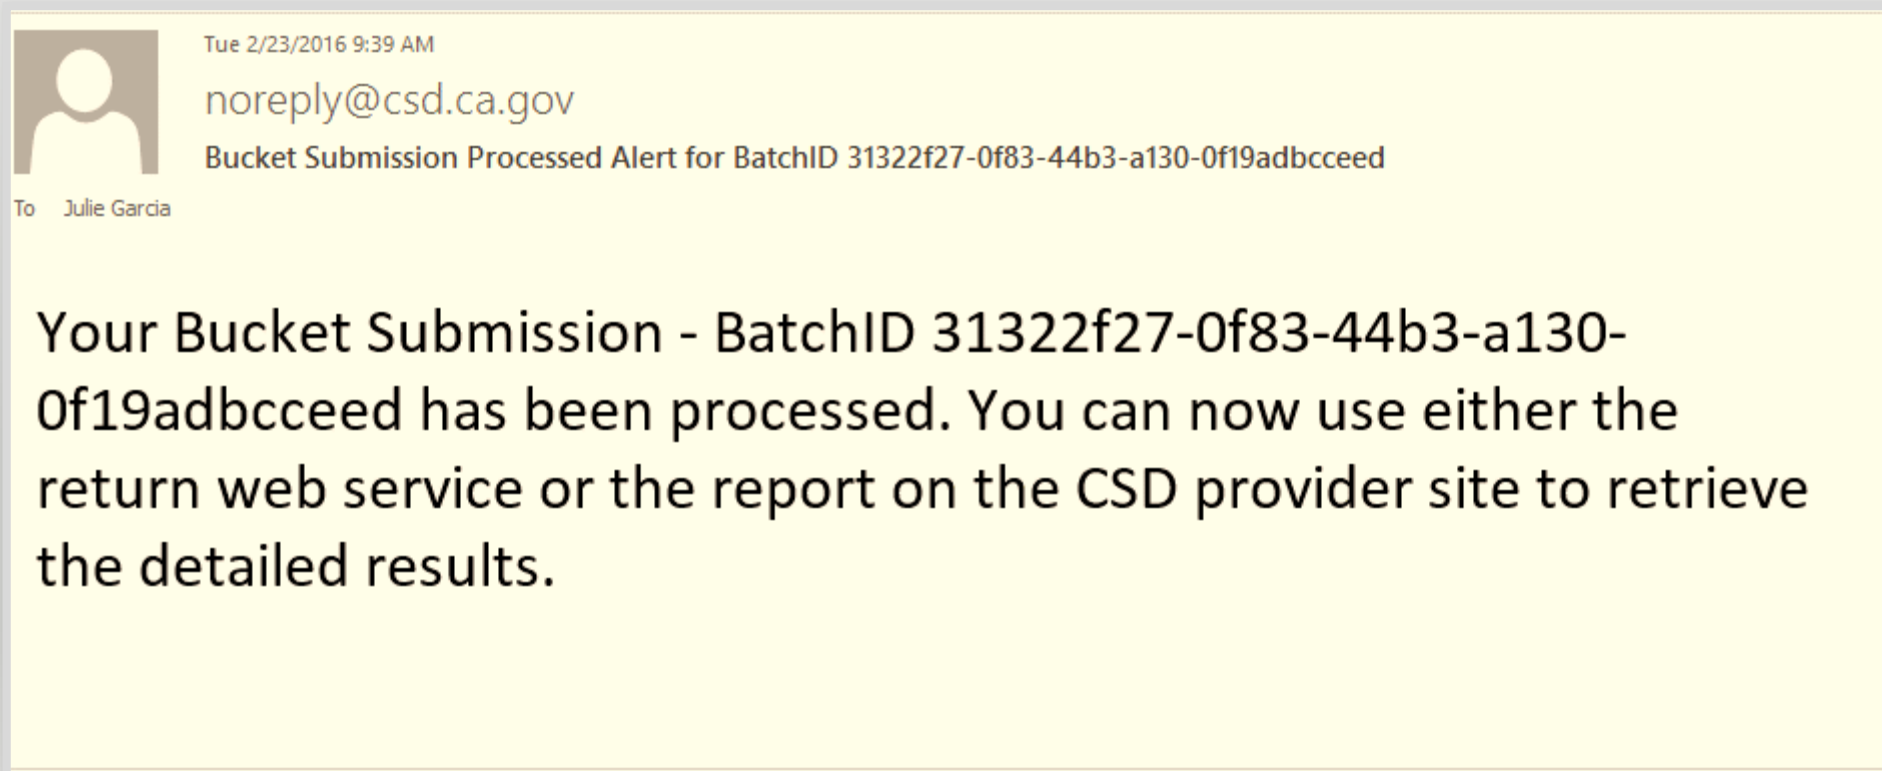 Tue 2/23/2016 9:39 AM
noreply@csd.ca.gov
Bucket Submission Processed Alert for BatchID 31322f27-0f83-44b3-a130-0f19adbcceed
To Julie Garcia
Your Bucket Submission - BatchID 31322f27-0f83-44b3-a130-
0f19adbcceed has been processed. You can now use either the
return web service or the report on the CSD provider site to retrieve
the detailed results.